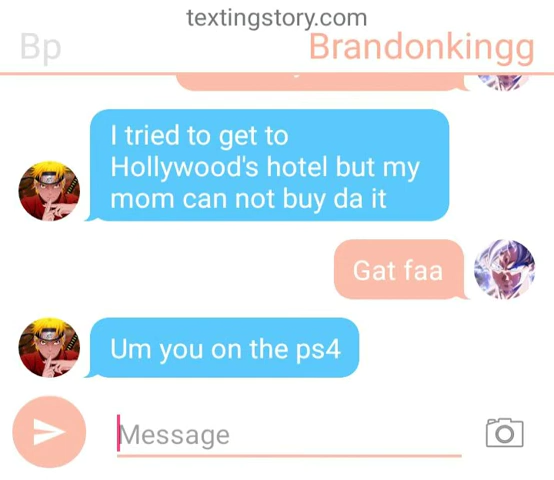 textingstory.com
Bp
Brandonkingg
I tried to get to
Hollywood's hotel but my
mom can not buy da it
Gat faa
Um you on the ps4
Message